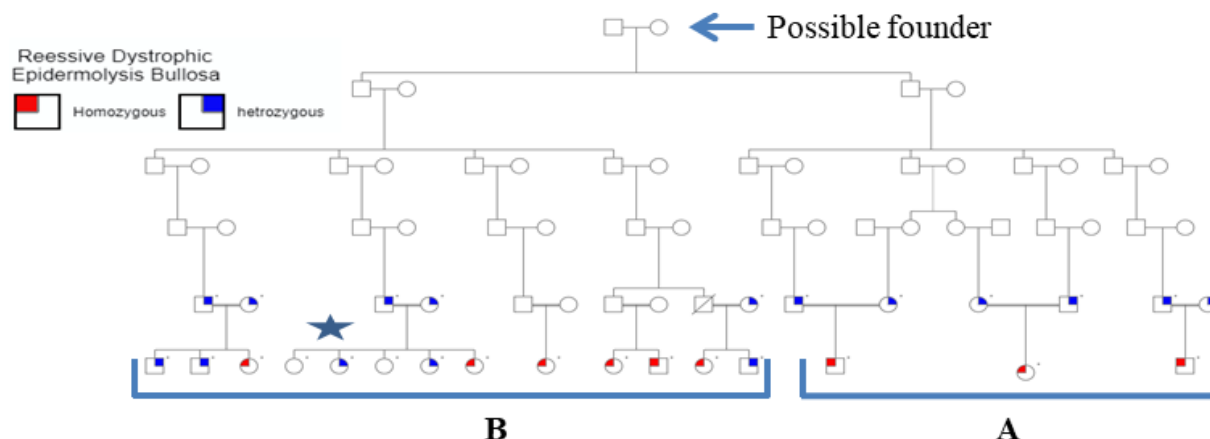 Possible founder
Reessive Dystrophic
Epidermolysis Bullosa
Homozygous
hetrozygous
B
A